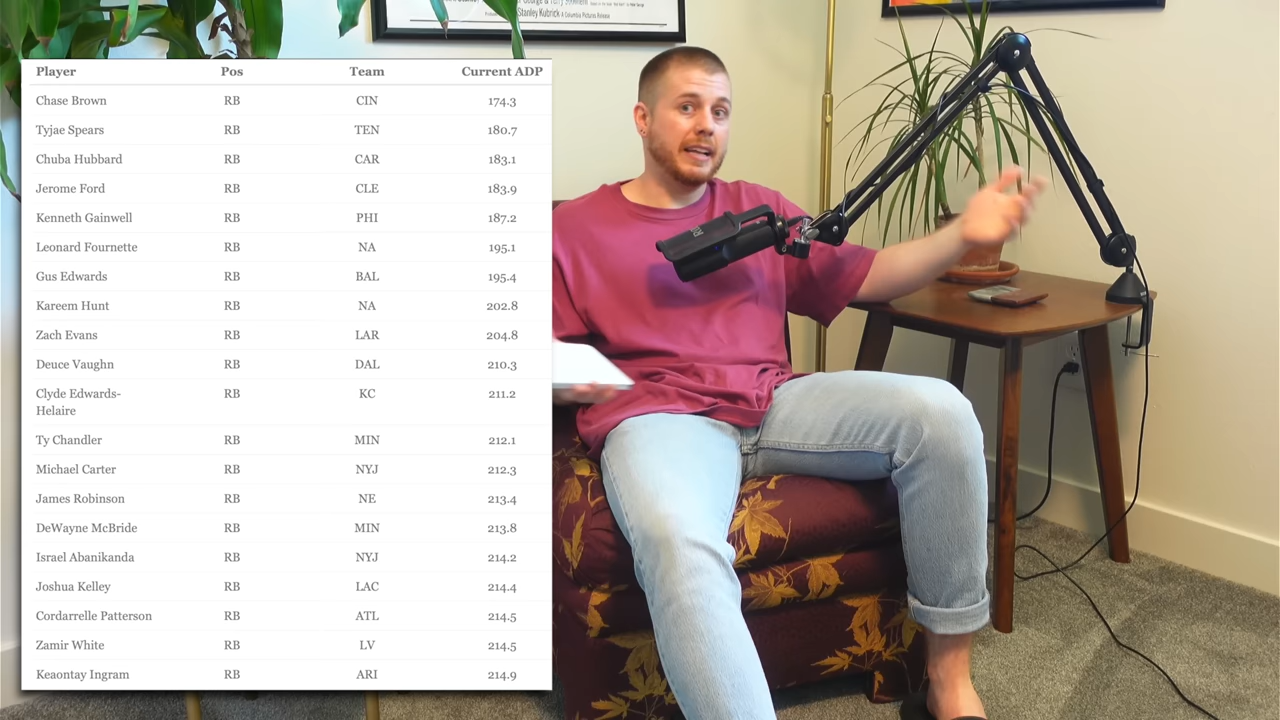 Stanley Kubrick A Columbia Pictures Release
Player Pos Team Current ADP
Chase Brown RB CIN 174.3
Tyjae Spears RB TEN 180.7
Chuba Hubbard RB CAR 183.1
Jerome Ford RB CLE 183.9
Kenneth Gainwell RB PHI 187.2
Leonard Fournette RB NA 195.1
Gus Edwards RB BAL 195.4
Kareem Hunt RB NA 202.8
Zach Evans RB LAR 204.8
Deuce Vaughn RB DAL 210.3
Clyde Edwards- RB KC 211.2
Helaire
Ty Chandler RB MIN 212.1
Michael Carter RB NYJ 212.3
James Robinson RB NE 213.4
DeWayne McBride RB MIN 213.8
Israel Abanikanda RB NYJ 214.2
Joshua Kelley RB LAC 214.4
Cordarrelle Patterson RB ATL 214.5
Zamir White RB LV 214.5
Keaontay Ingram RB ARI 214.9